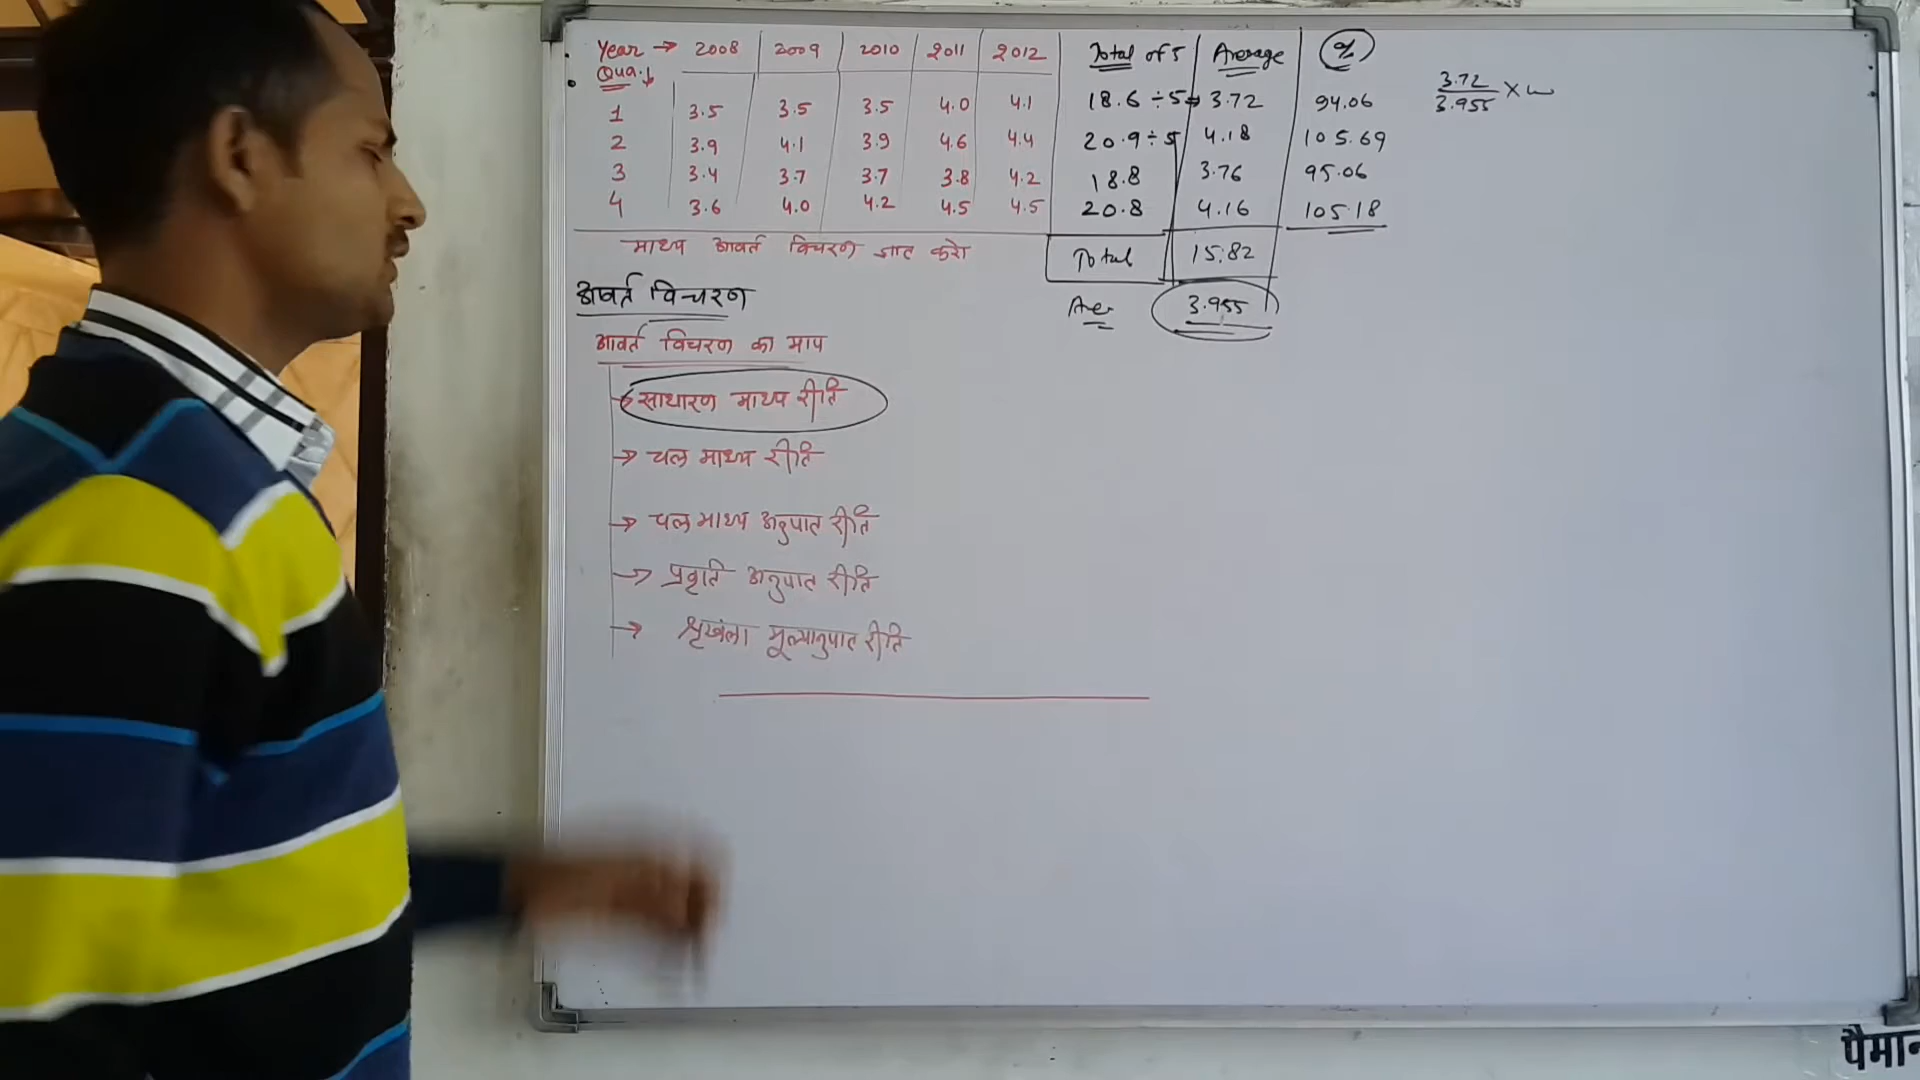 Year → 2008 2009 2010 2011 2012 Total of 5 Average %
Qua.↓
1 3.5 3.5 3.5 4.0 4.1 18.6 ÷ 5 → 3.72 94.06
2 3.9 4.1 3.9 4.6 4.4 20.9 ÷ 5 4.18 105.69
3 3.4 3.7 3.7 3.8 4.2 18.8 3.76 95.06
4 3.6 4.0 4.2 4.5 4.5 20.8 4.16 105.18
3.72
3.955 ×
माध्य आवर्त विचरण ज्ञात करो Total 15.82
आवर्त विचरण 3.955
आवर्त विचरण का माप
→ साधारण माध्य रीति
→ चल माध्य रीति
→ चल माध्य अनुपात रीति
→ प्रवृति अनुपात रीति
→ श्रृखंला मूल्यानुपात रीति